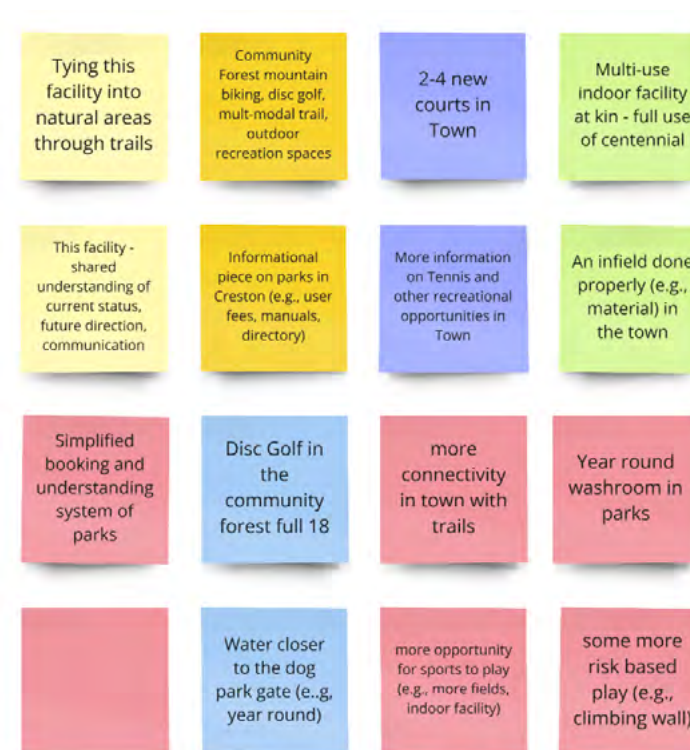 Tying this
facility into
natural areas
through trails
Community
Forest mountain
biking, disc golf,
mult-modal trail,
outdoor
recreation spaces
2-4 new
courts in
Town
Multi-use
indoor facility
at kin - full use
of centennial
This facility -
shared
understanding of
current status,
future direction,
communication
Informational
piece on parks in
Creston (e.g., user
fees, manuals,
directory)
More information
on Tennis and
other recreational
opportunities in
Town
An infield done
properly (e.g.,
material) in
the town
Simplified
booking and
understanding
system of
parks
Disc Golf in
the
community
forest full 18
more
connectivity
in town with
trails
Year round
washroom in
parks
Water closer
to the dog
park gate (e..g,
year round)
more opportunity
for sports to play
(e.g., more fields,
indoor facility)
some more
risk based
play (e.g.,
climbing wall)